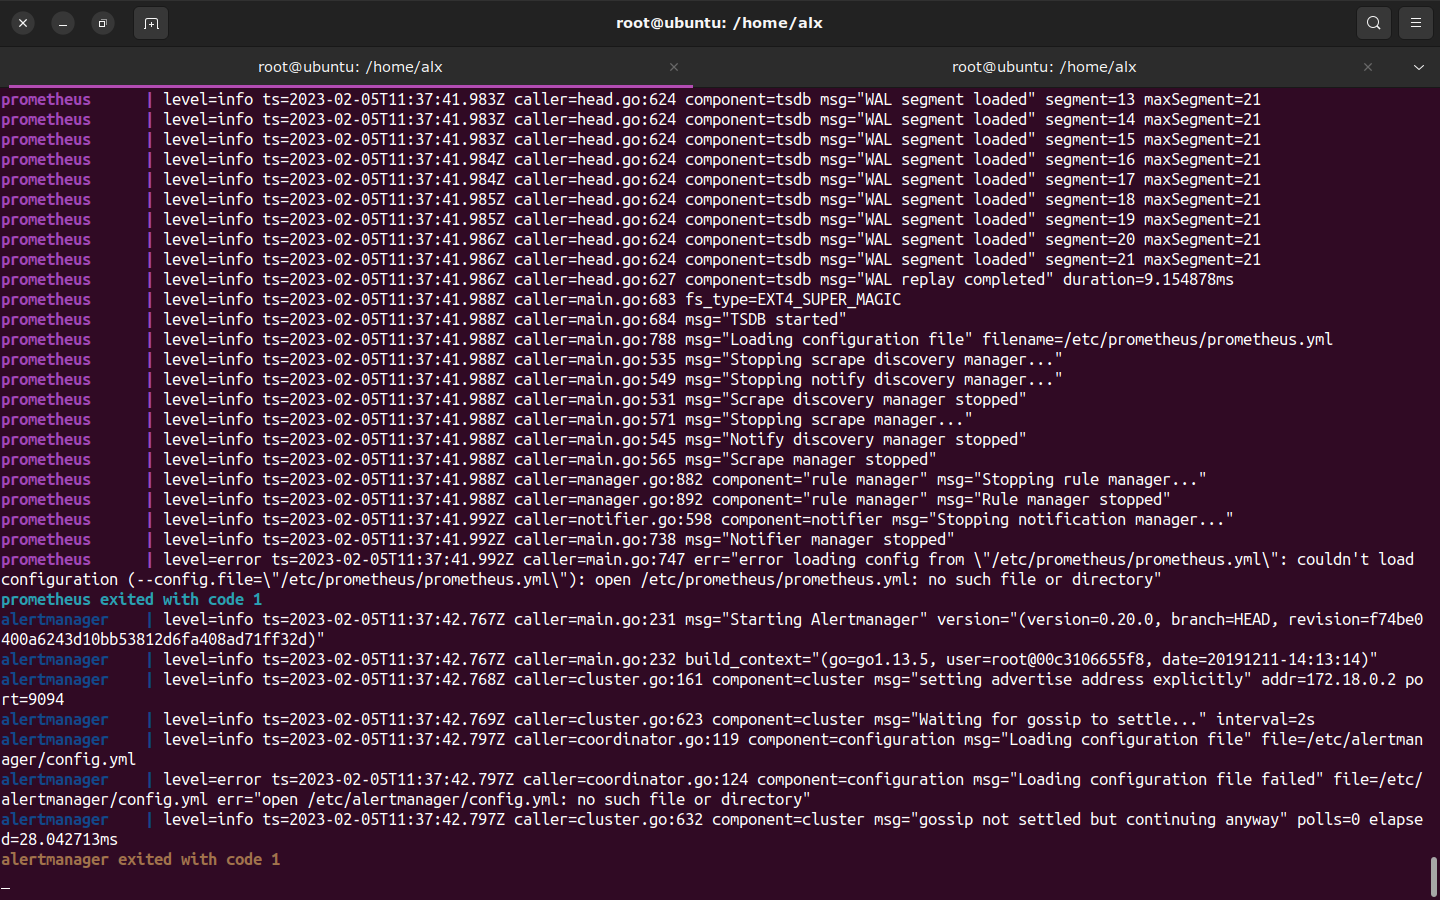 root@ubuntu: /home/alx
root@ubuntu: /home/alx
root@ubuntu: /home/alx
prometheus | level=info ts=2023-02-05T11:37:41.983Z caller=head.go:624 component=tsdb msg="WAL segment loaded" segment=13 maxSegment=21
prometheus | level=info ts=2023-02-05T11:37:41.983Z caller=head.go:624 component=tsdb msg="WAL segment loaded" segment=14 maxSegment=21
prometheus | level=info ts=2023-02-05T11:37:41.983Z caller=head.go:624 component=tsdb msg="WAL segment loaded" segment=15 maxSegment=21
prometheus | level=info ts=2023-02-05T11:37:41.984Z caller=head.go:624 component=tsdb msg="WAL segment loaded" segment=16 maxSegment=21
prometheus | level=info ts=2023-02-05T11:37:41.984Z caller=head.go:624 component=tsdb msg="WAL segment loaded" segment=17 maxSegment=21
prometheus | level=info ts=2023-02-05T11:37:41.985Z caller=head.go:624 component=tsdb msg="WAL segment loaded" segment=18 maxSegment=21
prometheus | level=info ts=2023-02-05T11:37:41.985Z caller=head.go:624 component=tsdb msg="WAL segment loaded" segment=19 maxSegment=21
prometheus | level=info ts=2023-02-05T11:37:41.986Z caller=head.go:624 component=tsdb msg="WAL segment loaded" segment=20 maxSegment=21
prometheus | level=info ts=2023-02-05T11:37:41.986Z caller=head.go:624 component=tsdb msg="WAL segment loaded" segment=21 maxSegment=21
prometheus | level=info ts=2023-02-05T11:37:41.986Z caller=head.go:627 component=tsdb msg="WAL replay completed" duration=9.154878ms
prometheus | level=info ts=2023-02-05T11:37:41.988Z caller=main.go:683 fs_type=EXT4_SUPER_MAGIC
prometheus | level=info ts=2023-02-05T11:37:41.988Z caller=main.go:684 msg="TSDB started"
prometheus | level=info ts=2023-02-05T11:37:41.988Z caller=main.go:788 msg="Loading configuration file" filename=/etc/prometheus/prometheus.yml
prometheus | level=info ts=2023-02-05T11:37:41.988Z caller=main.go:535 msg="Stopping scrape discovery manager..."
prometheus | level=info ts=2023-02-05T11:37:41.988Z caller=main.go:549 msg="Stopping notify discovery manager..."
prometheus | level=info ts=2023-02-05T11:37:41.988Z caller=main.go:531 msg="Scrape discovery manager stopped"
prometheus | level=info ts=2023-02-05T11:37:41.988Z caller=main.go:571 msg="Stopping scrape manager..."
prometheus | level=info ts=2023-02-05T11:37:41.988Z caller=main.go:545 msg="Notify discovery manager stopped"
prometheus | level=info ts=2023-02-05T11:37:41.988Z caller=main.go:565 msg="Scrape manager stopped"
prometheus | level=info ts=2023-02-05T11:37:41.988Z caller=manager.go:882 component="rule manager" msg="Stopping rule manager..."
prometheus | level=info ts=2023-02-05T11:37:41.988Z caller=manager.go:892 component="rule manager" msg="Rule manager stopped"
prometheus | level=info ts=2023-02-05T11:37:41.992Z caller=notifier.go:598 component=notifier msg="Stopping notification manager..."
prometheus | level=info ts=2023-02-05T11:37:41.992Z caller=main.go:738 msg="Notifier manager stopped"
prometheus | level=error ts=2023-02-05T11:37:41.992Z caller=main.go:747 err="error loading config from \"/etc/prometheus/prometheus.yml\": couldn't load
configuration (--config.file=\"/etc/prometheus/prometheus.yml\"): open /etc/prometheus/prometheus.yml: no such file or directory"
prometheus exited with code 1
alertmanager | level=info ts=2023-02-05T11:37:42.767Z caller=main.go:231 msg="Starting Alertmanager" version="(version=0.20.0, branch=HEAD, revision=f74be0
400a6243d10bb53812d6fa408ad71ff32d)"
alertmanager | level=info ts=2023-02-05T11:37:42.767Z caller=main.go:232 build_context="(go=go1.13.5, user=root@00c3106655f8, date=20191211-14:13:14)"
alertmanager | level=info ts=2023-02-05T11:37:42.768Z caller=cluster.go:161 component=cluster msg="setting advertise address explicitly" addr=172.18.0.2 po
rt=9094
alertmanager | level=info ts=2023-02-05T11:37:42.769Z caller=cluster.go:623 component=cluster msg="Waiting for gossip to settle..." interval=2s
alertmanager | level=info ts=2023-02-05T11:37:42.797Z caller=coordinator.go:119 component=configuration msg="Loading configuration file" file=/etc/alertman
ager/config.yml
alertmanager | level=error ts=2023-02-05T11:37:42.797Z caller=coordinator.go:124 component=configuration msg="Loading configuration file failed" file=/etc/
alertmanager/config.yml err="open /etc/alertmanager/config.yml: no such file or directory"
alertmanager | level=info ts=2023-02-05T11:37:42.797Z caller=cluster.go:632 component=cluster msg="gossip not settled but continuing anyway" polls=0 elapse
d=28.042713ms
alertmanager exited with code 1